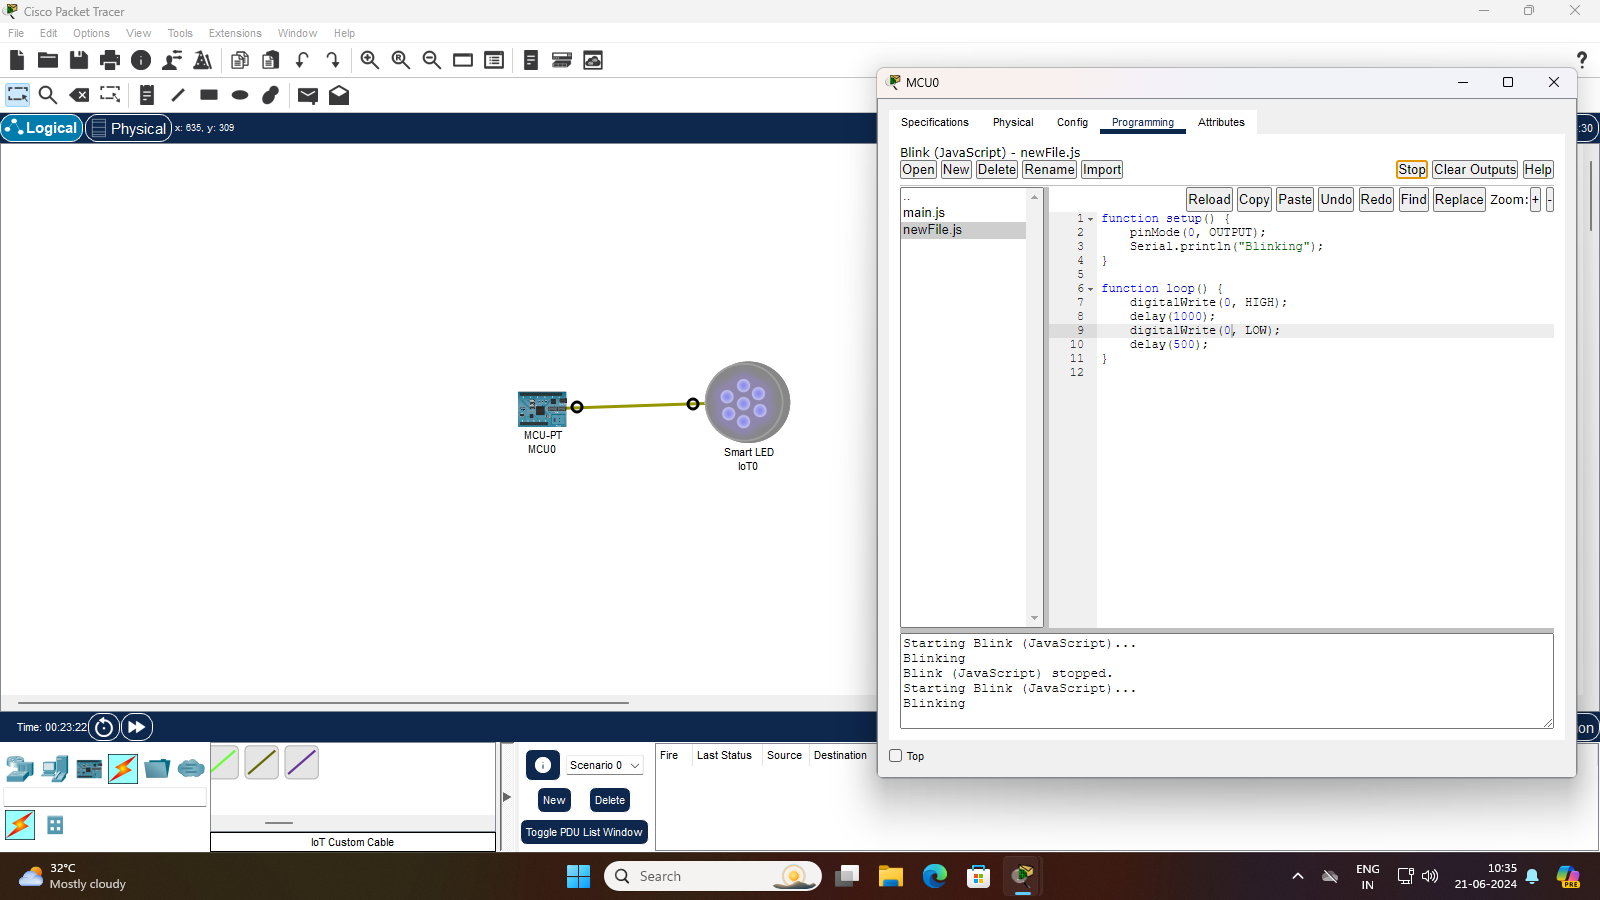 Cisco Packet Tracer
File Edit Options View Tools Extensions Window Help
Logical Physical x: 635, y: 309
:30
MCU0
Specifications Physical Config Programming Attributes
Blink (JavaScript) - newFile.js
Open New Delete Rename Import Stop Clear Outputs Help
Reload Copy Paste Undo Redo Find Replace Zoom: + -
..
main.js
newFile.js
1 function setup() {
2 pinMode(0, OUTPUT);
3 Serial.println("Blinking");
4 }
5
6 function loop() {
7 digitalWrite(0, HIGH);
8 delay(1000);
9 digitalWrite(0, LOW);
10 delay(500);
11 }
12
Starting Blink (JavaScript)...
Blinking
Blink (JavaScript) stopped.
Starting Blink (JavaScript)...
Blinking
Top
MCU-PT
MCU0
Smart LED
IoT0
Time: 00:23:22
on
Scenario 0
New Delete
Toggle PDU List Window
Fire Last Status Source Destination
IoT Custom Cable
32°C
Mostly cloudy
Search
ENG
IN
10:35
21-06-2024
PRE